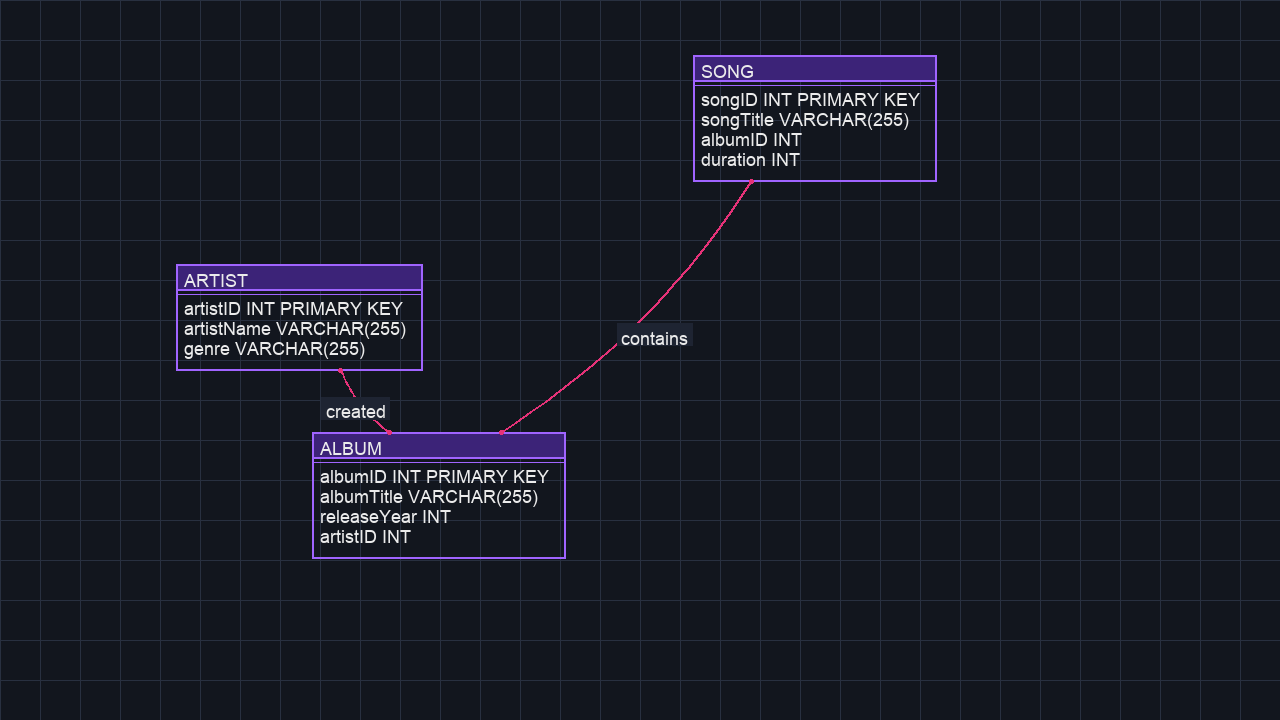 SONG
songID INT PRIMARY KEY
songTitle VARCHAR(255)
albumID INT
duration INT
ARTIST
artistID INT PRIMARY KEY
artistName VARCHAR(255)
genre VARCHAR(255)
contains
created
ALBUM
albumID INT PRIMARY KEY
albumTitle VARCHAR(255)
releaseYear INT
artistID INT